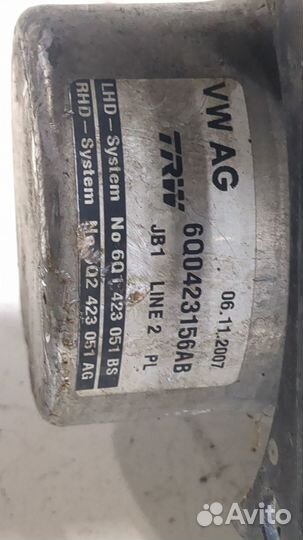 VW AG 06.11.2007
TRW 6Q0423156AB
JB1 LINE 2 PL
LHD-System No 6Q1 423 051 BS
RHD-System No 6Q2 423 051 AG
Avito